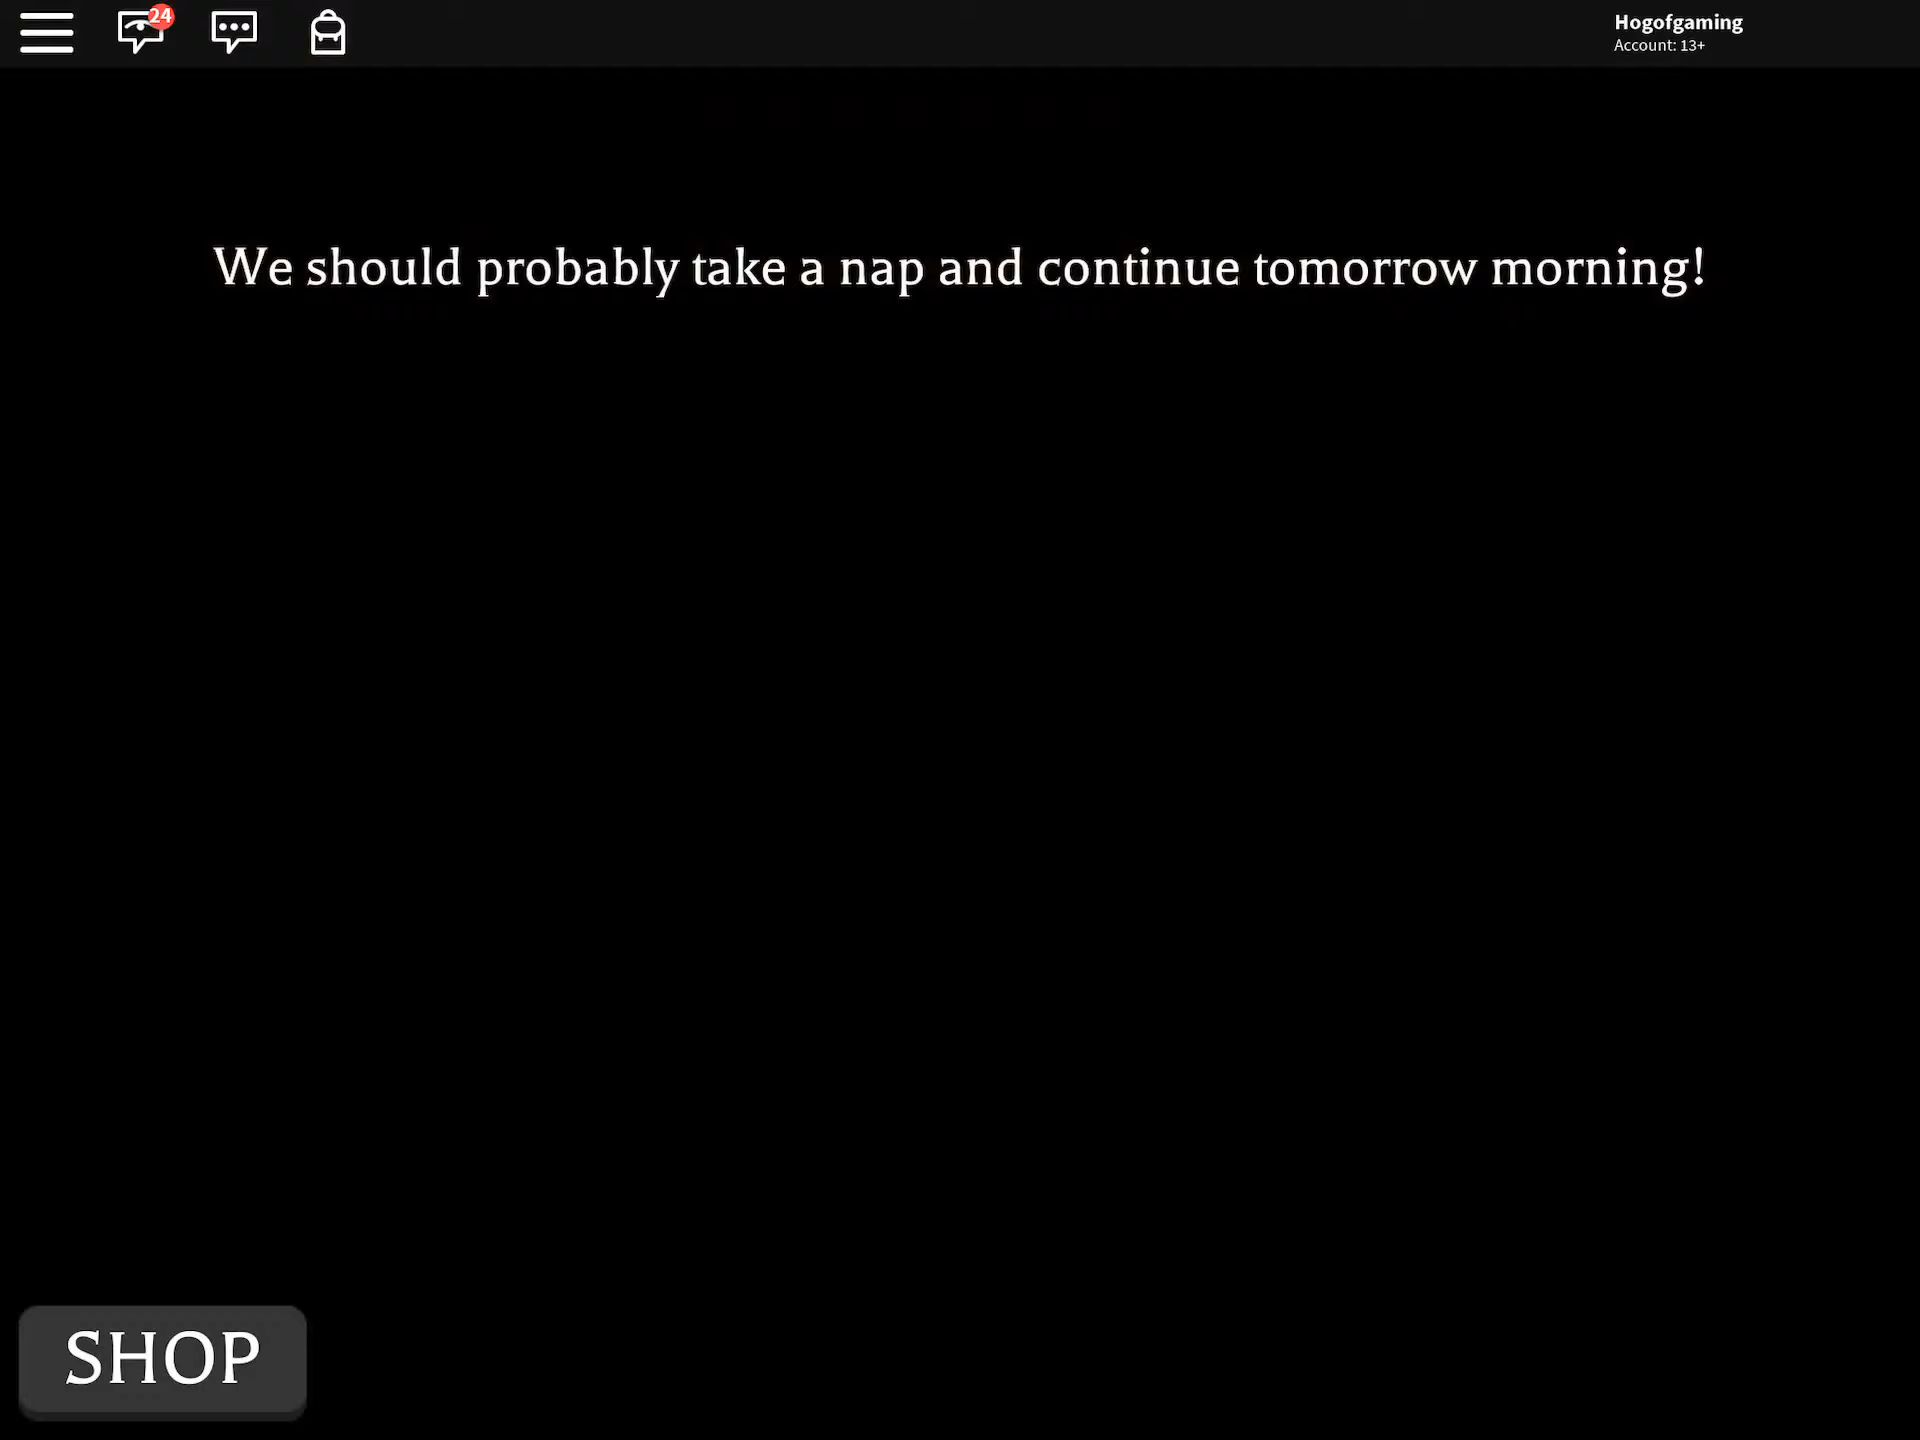 24
Hogofgaming
Account: 13+
We should probably take a nap and continue tomorrow morning!
SHOP